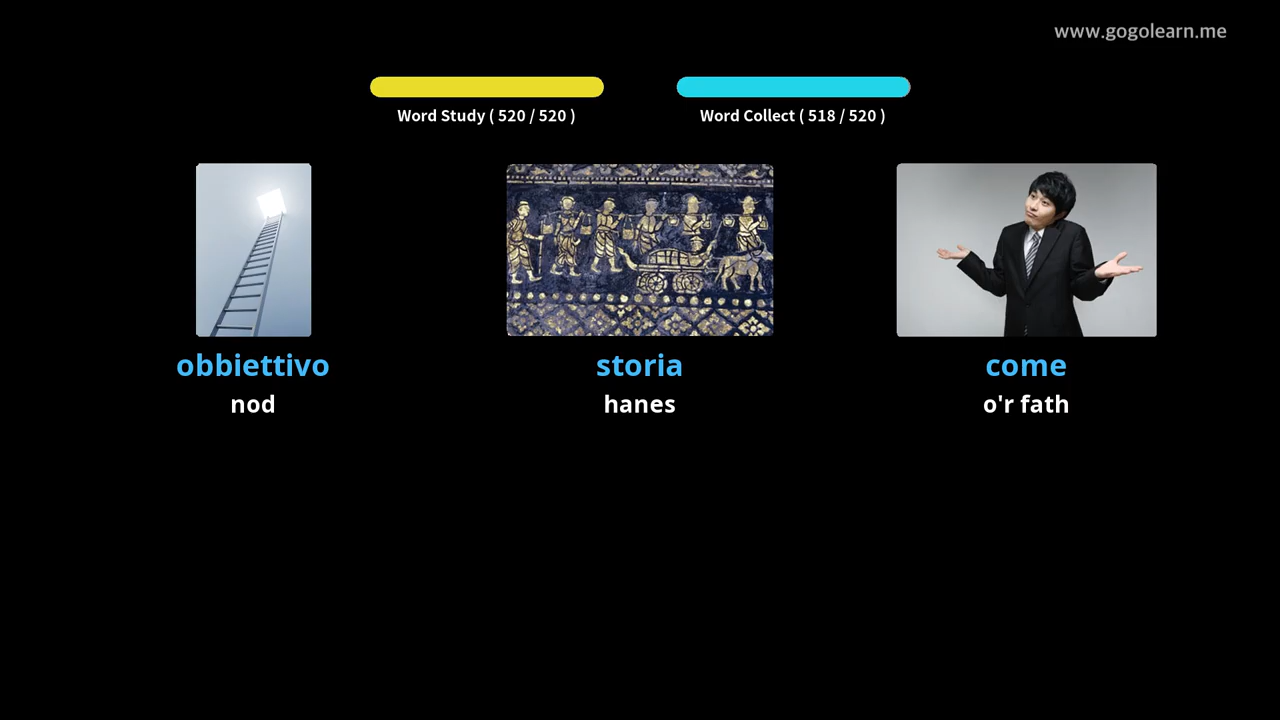 www.gogolearn.me
Word Study ( 520 / 520 )
Word Collect ( 518 / 520 )
obbiettivo
nod
storia
hanes
come
o'r fath